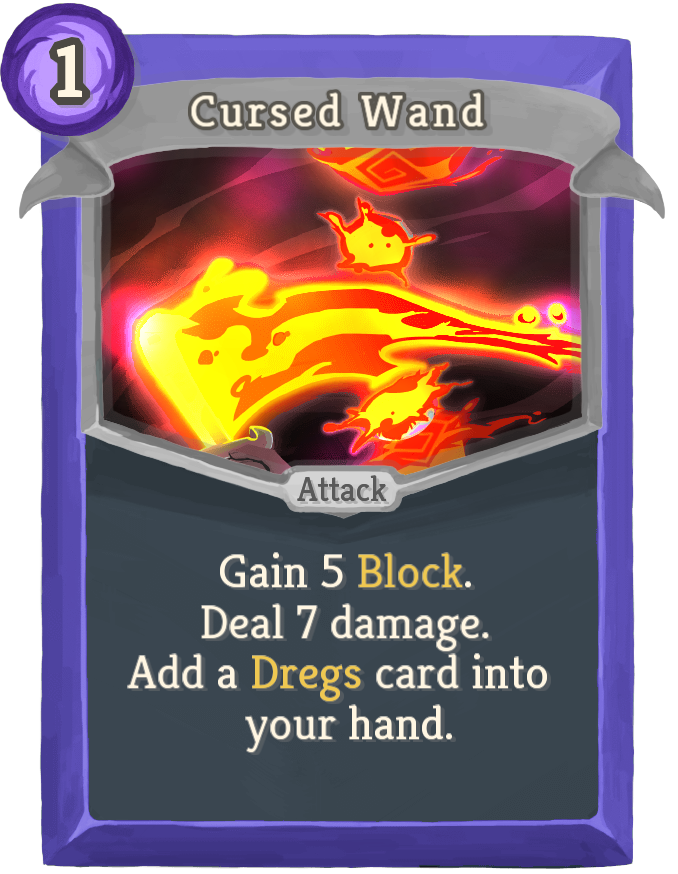 1
Cursed Wand
Attack
Gain 5 Block.
Deal 7 damage.
Add a Dregs card into
your hand.